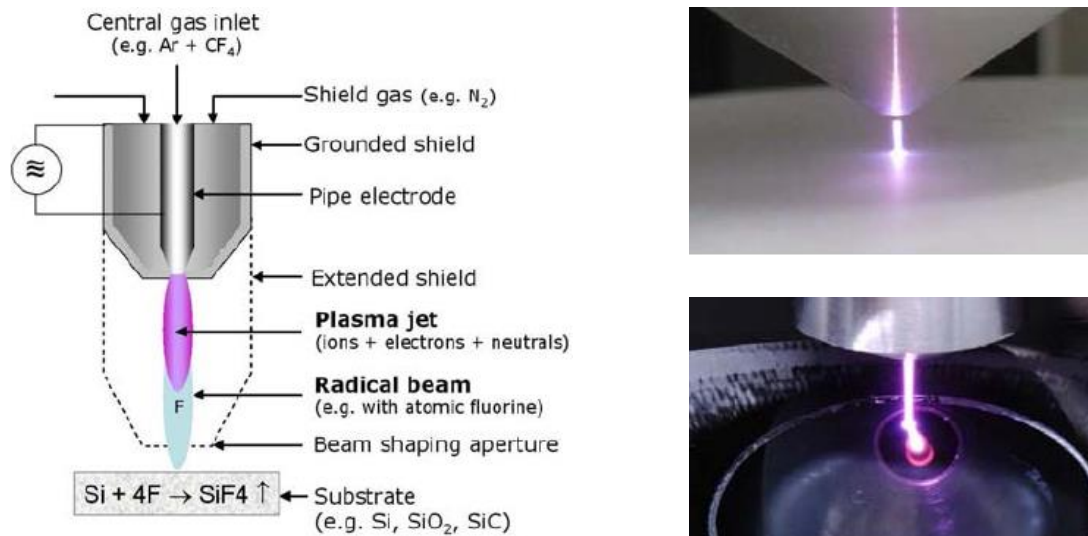 Central gas inlet
(e.g. Ar + CF₄)
Shield gas (e.g. N₂)
Grounded shield
≋
Pipe electrode
Extended shield
Plasma jet
(ions + electrons + neutrals)
Radical beam
(e.g. with atomic fluorine)
F
Beam shaping aperture
Si + 4F → SiF4 ↑
Substrate
(e.g. Si, SiO₂, SiC)